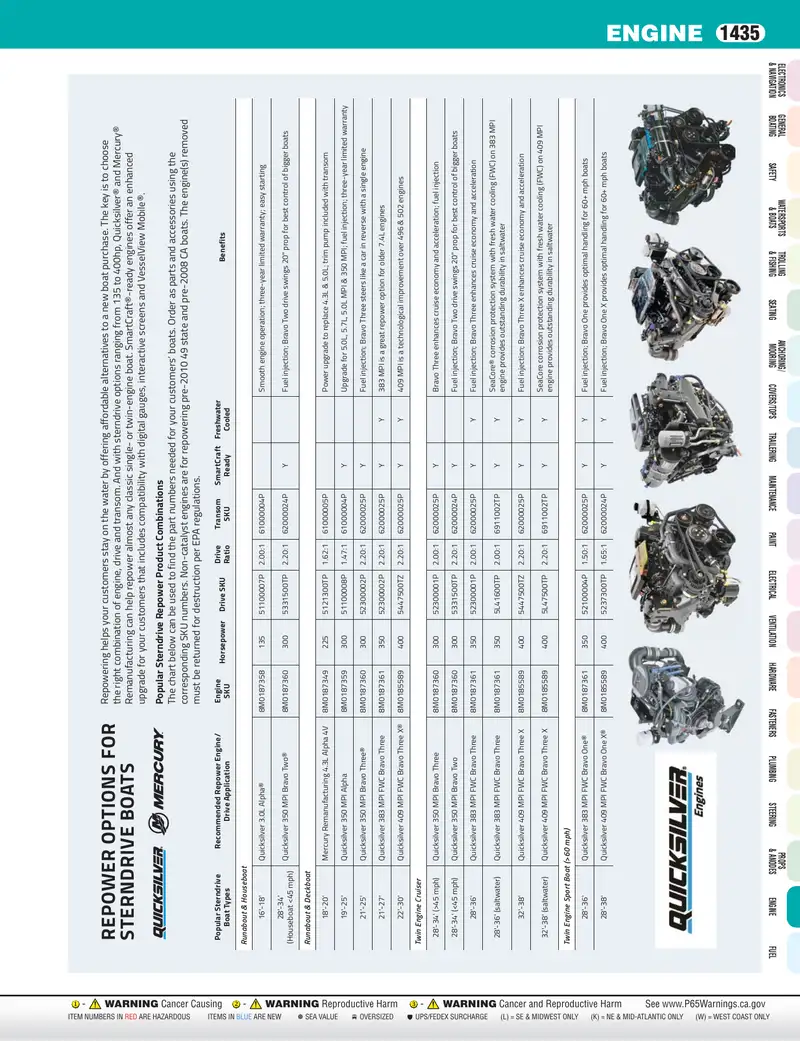 ENGINE 1435
REPOWER OPTIONS FOR
STERNDRIVE BOATS
QUICKSILVER MERCURY
Repowering helps your customers stay on the water by offering affordable alternatives to a new boat purchase. The key is to choose
the right combination of engine, drive and transom. And with sterndrive options ranging from 135 to 400hp, Quicksilver® and Mercury®
Remanufacturing can help repower almost any classic single- or twin-engine boat. SmartCraft®-ready engines offer an enhanced
upgrade for your customers that includes compatibility with digital gauges, interactive screens and VesselView Mobile®.
Popular Sterndrive Repower Product Combinations
The chart below can be used to find the part numbers needed for your customers' boats. Order as parts and accessories using the
corresponding SKU numbers. Non-catalyst engines are for repowering pre-2010 49 state and pre-2008 CA boats. The engine(s) removed
must be returned for destruction per EPA regulations.
Popular Sterndrive Boat Types Recommended Repower Engine/ Drive Application Engine SKU Horsepower Drive SKU Drive Ratio Transom SKU SmartCraft Ready Freshwater Cooled Benefits
Runabout & Houseboat
16'-18' Quicksilver 3.0L Alpha® 8M0187358 135 51100007P 2.00:1 61000004P Smooth engine operation; three-year limited warranty; easy starting
28'-34' (Houseboat <45 mph) Quicksilver 350 MPI Bravo Two® 8M0187360 300 5331500TP 2.20:1 62000024P Y Fuel injection; Bravo Two drive swings 20" prop for best control of bigger boats
Runabout & Deckboat
18'-20' Mercury Remanufacturing 4.3L Alpha 4V 8M0187349 225 5121300TP 1.62:1 61000005P Power upgrade to replace 4.3L & 5.0L; trim pump included with transom
19'-25' Quicksilver 350 MPI Alpha 8M0187359 300 51100008P 1.47:1 61000004P Y Upgrade for 5.0L, 5.7L, 5.0L MPI & 350 MPI; fuel injection; three-year limited warranty
21'-25' Quicksilver 350 MPI Bravo Three® 8M0187360 300 52300002P 2.20:1 62000025P Y Fuel injection; Bravo Three steers like a car in reverse with a single engine
21'-27' Quicksilver 383 MPI FWC Bravo Three 8M0187361 350 52300002P 2.20:1 62000025P Y Y 383 MPI is a great repower option for older 7.4L engines
22'-30' Quicksilver 409 MPI FWC Bravo Three X® 8M0185589 400 5447500TZ 2.20:1 62000025P Y Y 409 MPI is a technological improvement over 496 & 502 engines
Twin Engine Cruiser
28'-34' (>45 mph) Quicksilver 350 MPI Bravo Three 8M0187360 300 52300001P 2.00:1 62000025P Y Bravo Three enhances cruise economy and acceleration; fuel injection
28'-34' (<45 mph) Quicksilver 350 MPI Bravo Two 8M0187360 300 5331500TP 2.20:1 62000024P Y Fuel injection; Bravo Two drive swings 20" prop for best control of bigger boats
28'-36' Quicksilver 383 MPI FWC Bravo Three 8M0187361 350 52300001P 2.00:1 62000025P Y Y Fuel injection; Bravo Three enhances cruise economy and acceleration
28'-36' (saltwater) Quicksilver 383 MPI FWC Bravo Three 8M0187361 350 5L41600TP 2.00:1 6911002TP Y Y SeaCore® corrosion protection system with fresh water cooling (FWC) on 383 MPI engine provides outstanding durability in saltwater
32'-38' Quicksilver 409 MPI FWC Bravo Three X 8M0185589 400 5447500TZ 2.20:1 62000025P Y Y Fuel injection; Bravo Three X enhances cruise economy and acceleration
32'-38' (saltwater) Quicksilver 409 MPI FWC Bravo Three X 8M0185589 400 5L47500TP 2.20:1 6911002TP Y Y SeaCore corrosion protection system with fresh water cooling (FWC) on 409 MPI engine provides outstanding durability in saltwater
Twin Engine Sport Boat (> 60 mph)
28'-36' Quicksilver 383 MPI FWC Bravo One® 8M0187361 350 52100004P 1.50:1 62000024P Y Y Fuel injection; Bravo One provides optimal handling for 60+ mph boats
28'-38' Quicksilver 409 MPI FWC Bravo One X® 8M0185589 400 5237300TP 1.65:1 62000024P Y Y Fuel injection; Bravo One X provides optimal handling for 60+ mph boats
QUICKSILVER®
Engines
ELECTRONICS & NAVIGATION
GENERAL BOATING
SAFETY
WATERSPORTS & BOATS
TROLLING & FISHING
SEATING
ANCHORING/ MOORING
COVERS/TOPS
TRAILERING
MAINTENANCE
PAINT
ELECTRICAL
VENTILATION
HARDWARE
FASTENERS
PLUMBING
STEERING
PROPS & ANODES
ENGINE
FUEL
1 - WARNING Cancer Causing 2 - WARNING Reproductive Harm 3 - WARNING Cancer and Reproductive Harm See www.P65Warnings.ca.gov
ITEM NUMBERS IN RED ARE HAZARDOUS ITEMS IN BLUE ARE NEW SEA VALUE OVERSIZED UPS/FEDEX SURCHARGE (L) = SE & MIDWEST ONLY (K) = NE & MID-ATLANTIC ONLY (W) = WEST COAST ONLY